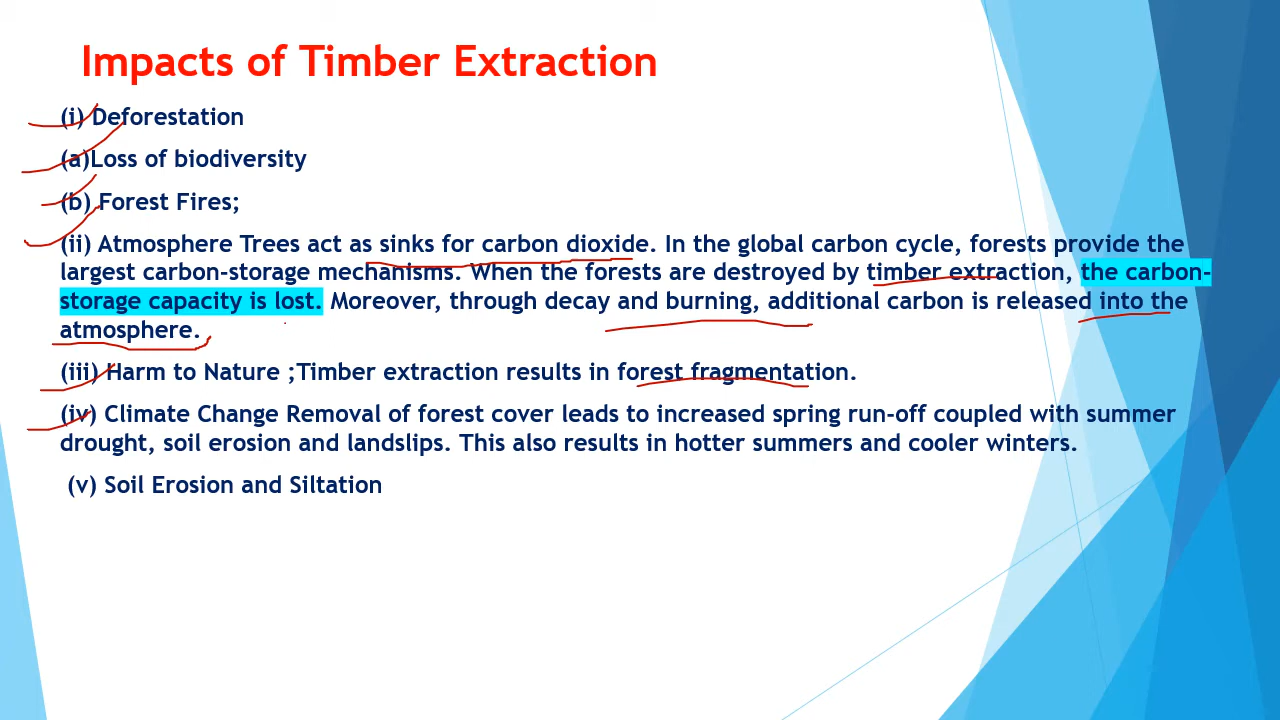 Impacts of Timber Extraction
(i) Deforestation
(a)Loss of biodiversity
(b) Forest Fires;
(ii) Atmosphere Trees act as sinks for carbon dioxide. In the global carbon cycle, forests provide the
largest carbon-storage mechanisms. When the forests are destroyed by timber extraction, the carbon-
storage capacity is lost. Moreover, through decay and burning, additional carbon is released into the
atmosphere.
(iii) Harm to Nature ;Timber extraction results in forest fragmentation.
(iv) Climate Change Removal of forest cover leads to increased spring run-off coupled with summer
drought, soil erosion and landslips. This also results in hotter summers and cooler winters.
(v) Soil Erosion and Siltation